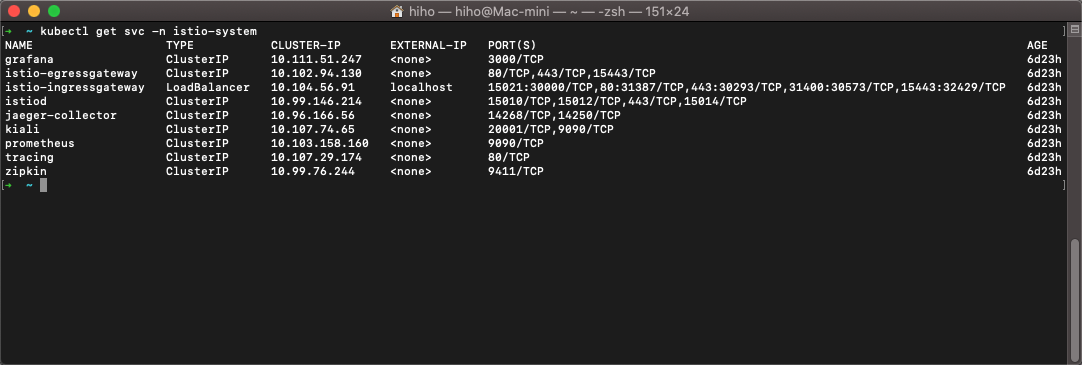 hiho — hiho@Mac-mini — ~ — -zsh — 151×24
[➜  ~ kubectl get svc -n istio-system ]
NAME TYPE CLUSTER-IP EXTERNAL-IP PORT(S) AGE
grafana ClusterIP 10.111.51.247 <none> 3000/TCP 6d23h
istio-egressgateway ClusterIP 10.102.94.130 <none> 80/TCP,443/TCP,15443/TCP 6d23h
istio-ingressgateway LoadBalancer 10.104.56.91 localhost 15021:30000/TCP,80:31387/TCP,443:30293/TCP,31400:30573/TCP,15443:32429/TCP 6d23h
istiod ClusterIP 10.99.146.214 <none> 15010/TCP,15012/TCP,443/TCP,15014/TCP 6d23h
jaeger-collector ClusterIP 10.96.166.56 <none> 14268/TCP,14250/TCP 6d23h
kiali ClusterIP 10.107.74.65 <none> 20001/TCP,9090/TCP 6d23h
prometheus ClusterIP 10.103.158.160 <none> 9090/TCP 6d23h
tracing ClusterIP 10.107.29.174 <none> 80/TCP 6d23h
zipkin ClusterIP 10.99.76.244 <none> 9411/TCP 6d23h
[➜  ~ ]